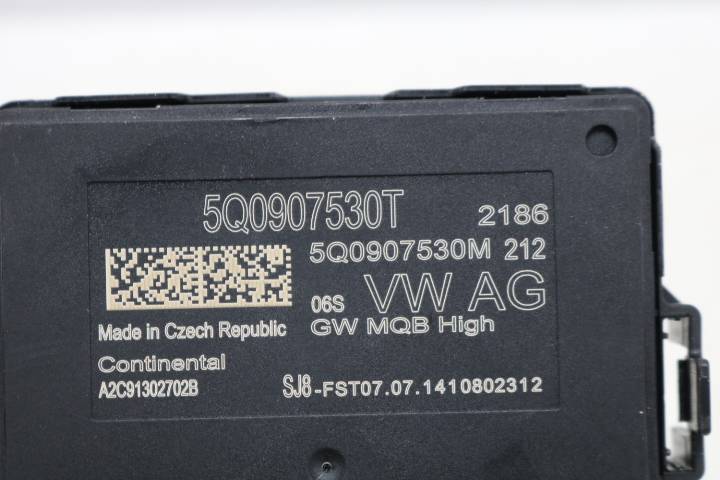 5Q0907530T 2186
5Q0907530M 212
06S VW AG
Made in Czech Republic GW MQB High
Continental
A2C91302702B SJ8-FST07.07.1410802312